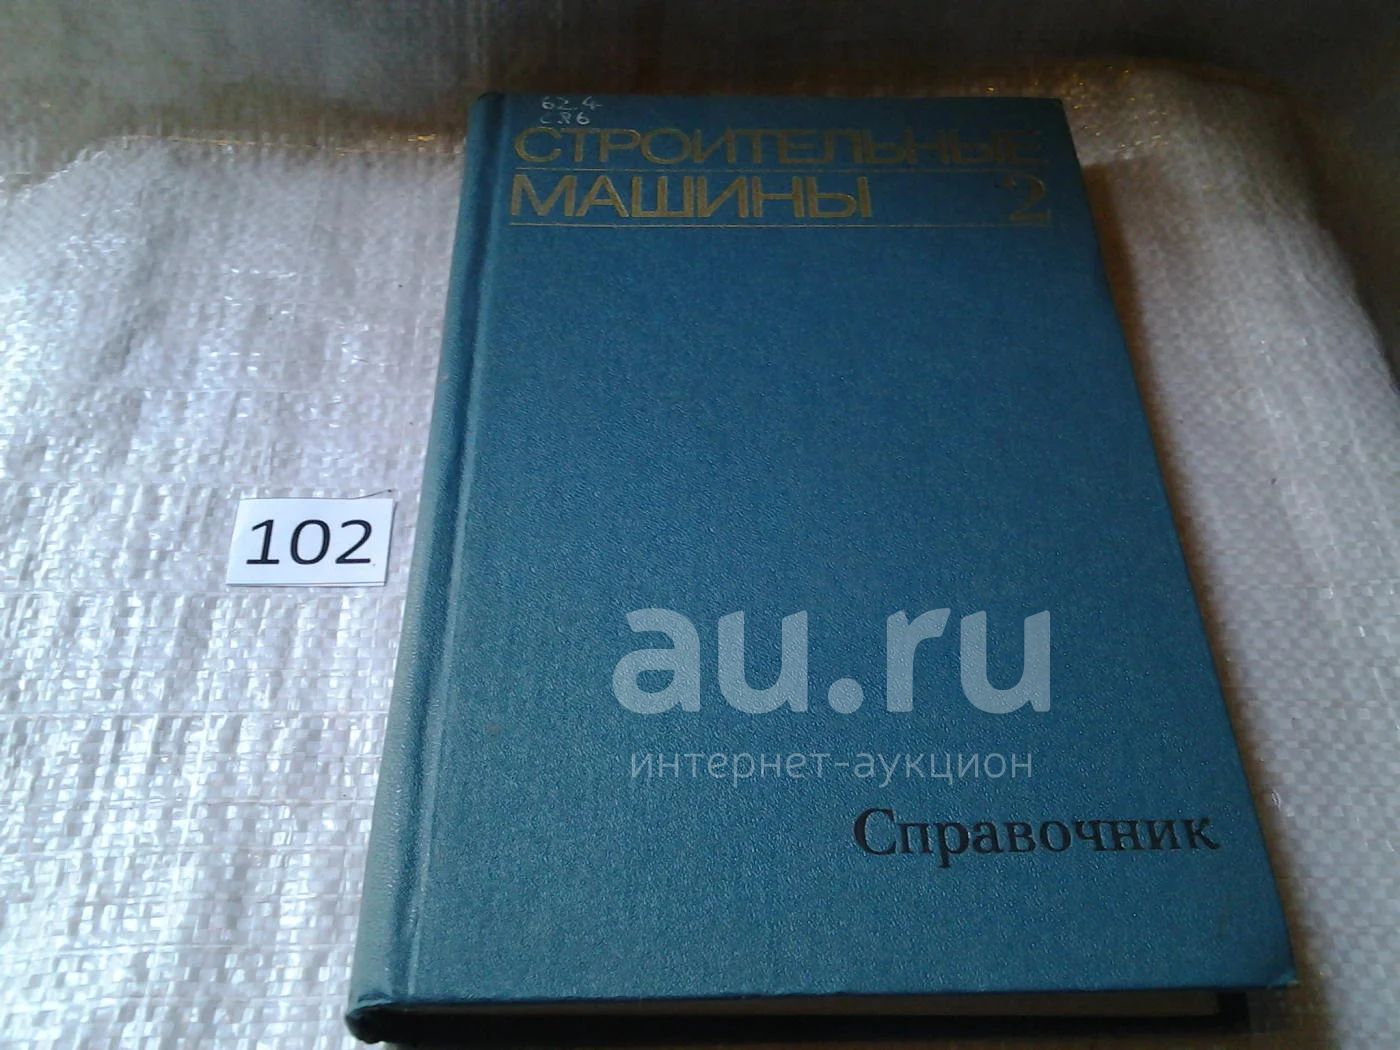 62.4
С86
СТРОИТЕЛЬНЫЕ
МАШИНЫ 2
102
au.ru
интернет-аукцион
Справочник